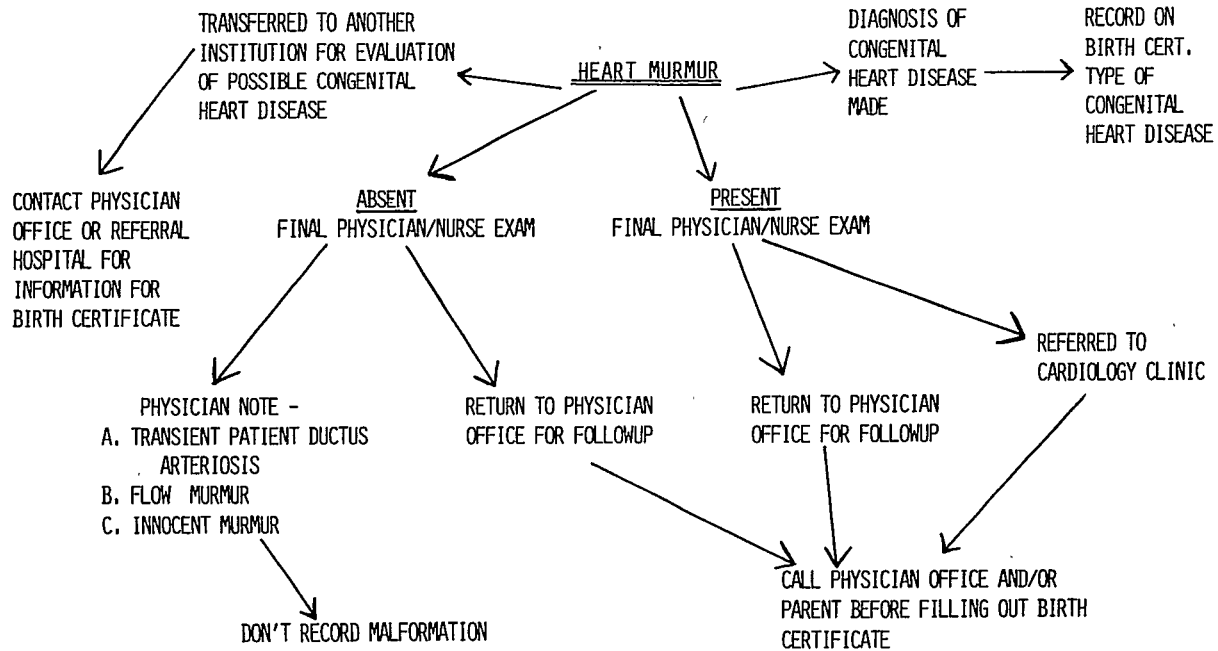 TRANSFERRED TO ANOTHER
INSTITUTION FOR EVALUATION
OF POSSIBLE CONGENITAL
HEART DISEASE
HEART MURMUR
DIAGNOSIS OF
CONGENITAL
HEART DISEASE
MADE
RECORD ON
BIRTH CERT.
TYPE OF
CONGENITAL
HEART DISEASE
CONTACT PHYSICIAN
OFFICE OR REFERRAL
HOSPITAL FOR
INFORMATION FOR
BIRTH CERTIFICATE
ABSENT
FINAL PHYSICIAN/NURSE EXAM
PRESENT
FINAL PHYSICIAN/NURSE EXAM
REFERRED TO
CARDIOLOGY CLINIC
PHYSICIAN NOTE -
A. TRANSIENT PATIENT DUCTUS
ARTERIOSIS
B. FLOW MURMUR
C. INNOCENT MURMUR
RETURN TO PHYSICIAN
OFFICE FOR FOLLOWUP
RETURN TO PHYSICIAN
OFFICE FOR FOLLOWUP
CALL PHYSICIAN OFFICE AND/OR
PARENT BEFORE FILLING OUT BIRTH
CERTIFICATE
DON'T RECORD MALFORMATION